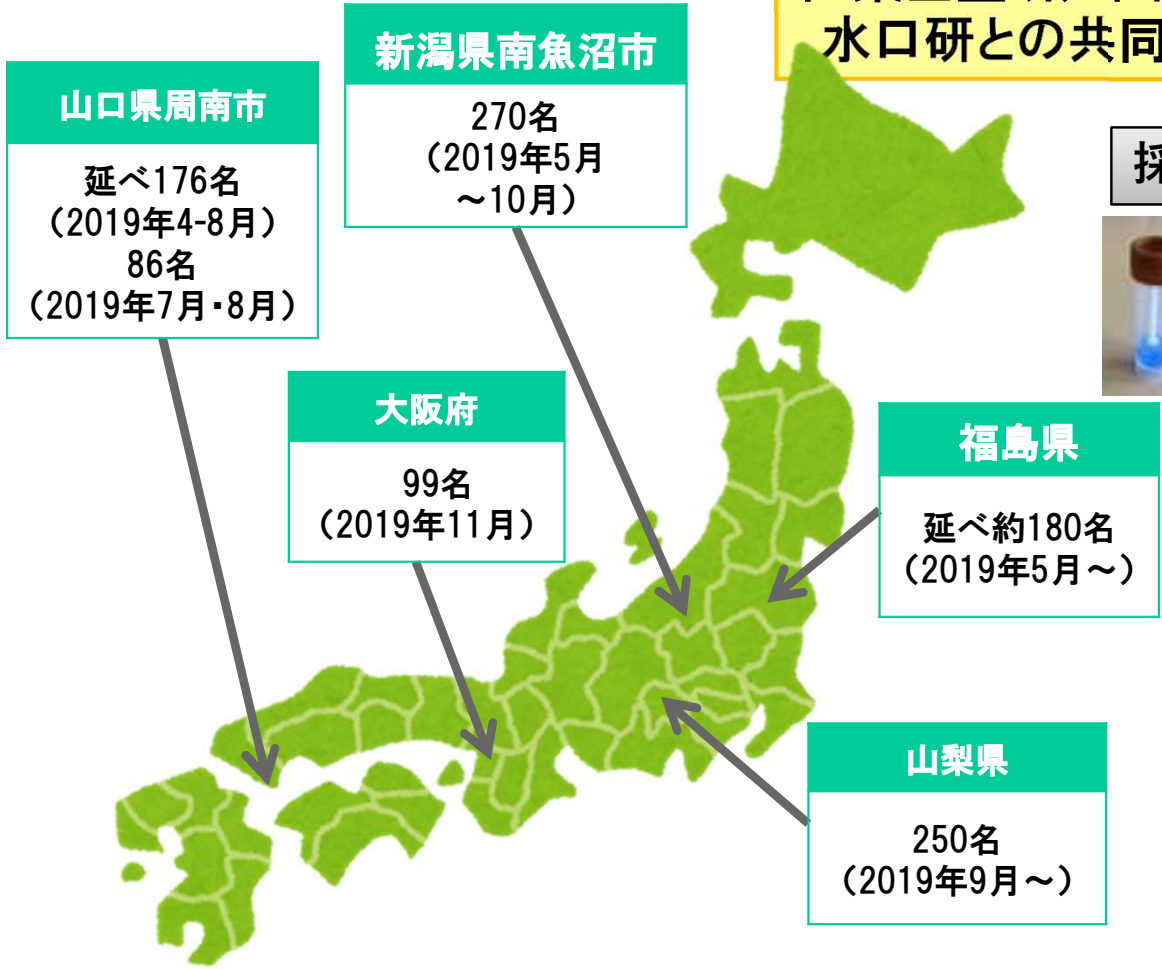 水口研との共同
採
新潟県南魚沼市
270名
（2019年5月
～10月）
山口県周南市
延べ176名
（2019年4-8月）
86名
（2019年7月･8月）
大阪府
99名
（2019年11月）
福島県
延べ約180名
（2019年5月～）
山梨県
250名
（2019年9月～）